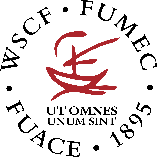 WSCF · FUMEC
· FUACE · 1895 ·
UT OMNES
UNUM SINT